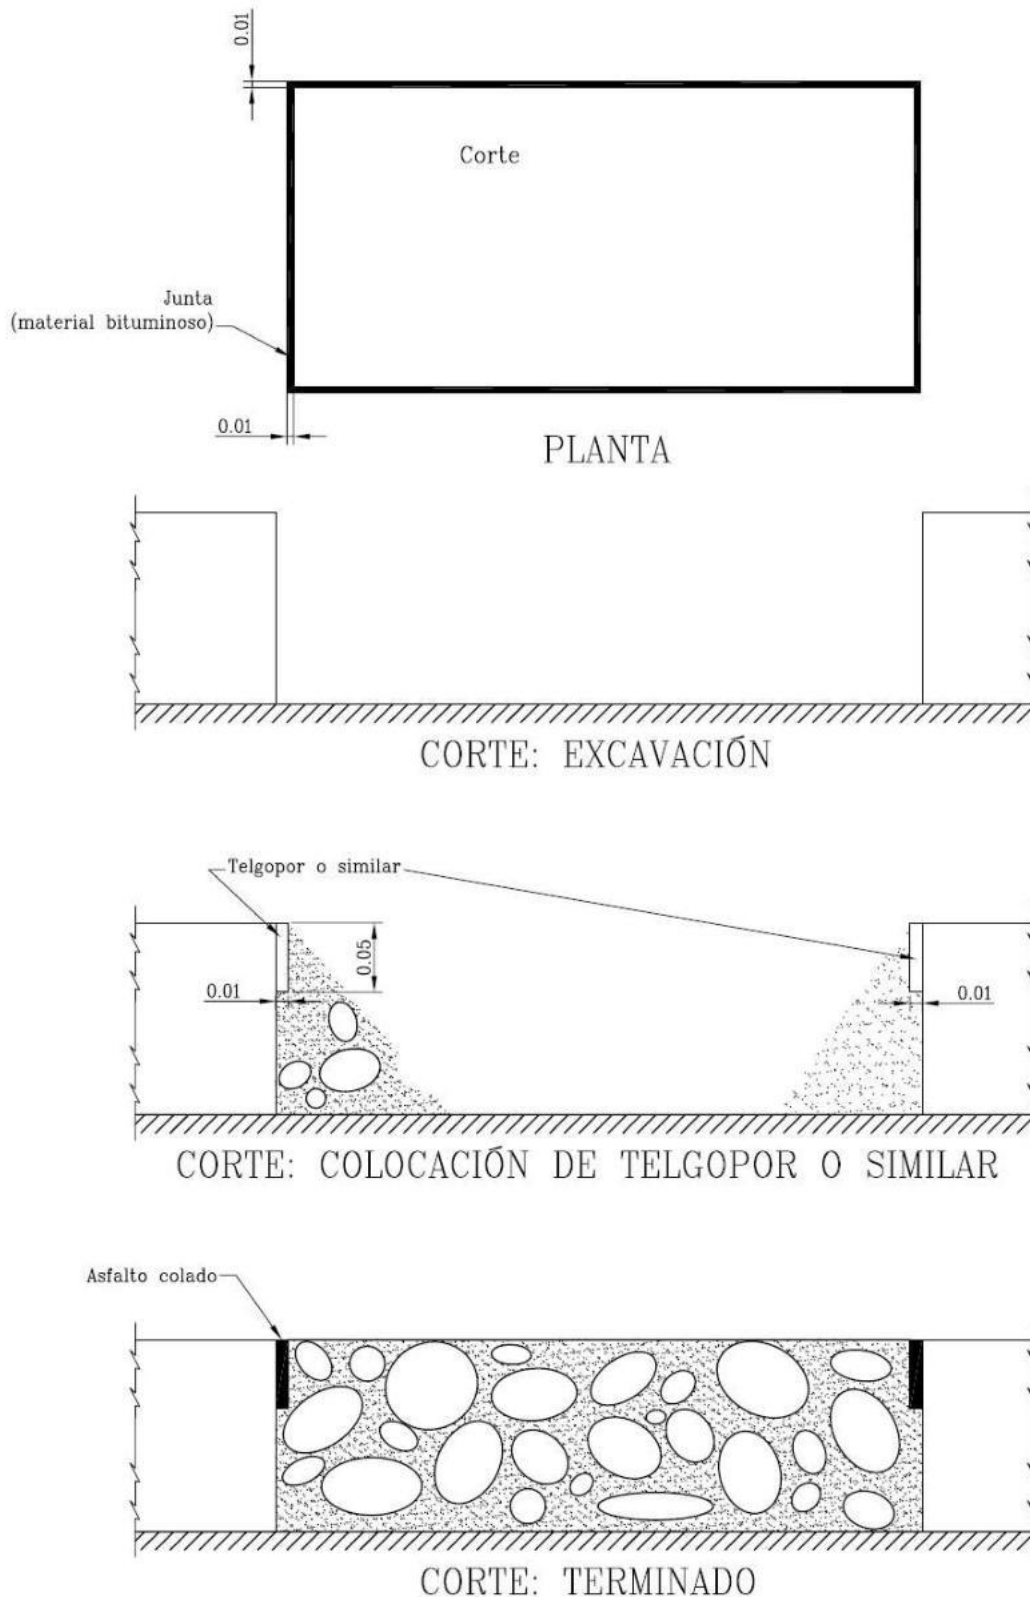 0.01
Corte
Junta
(material bituminoso)
0.01
PLANTA
CORTE: EXCAVACIÓN
Telgopor o similar
0.05
0.01
0.01
CORTE: COLOCACIÓN DE TELGOPOR O SIMILAR
Asfalto colado
CORTE: TERMINADO